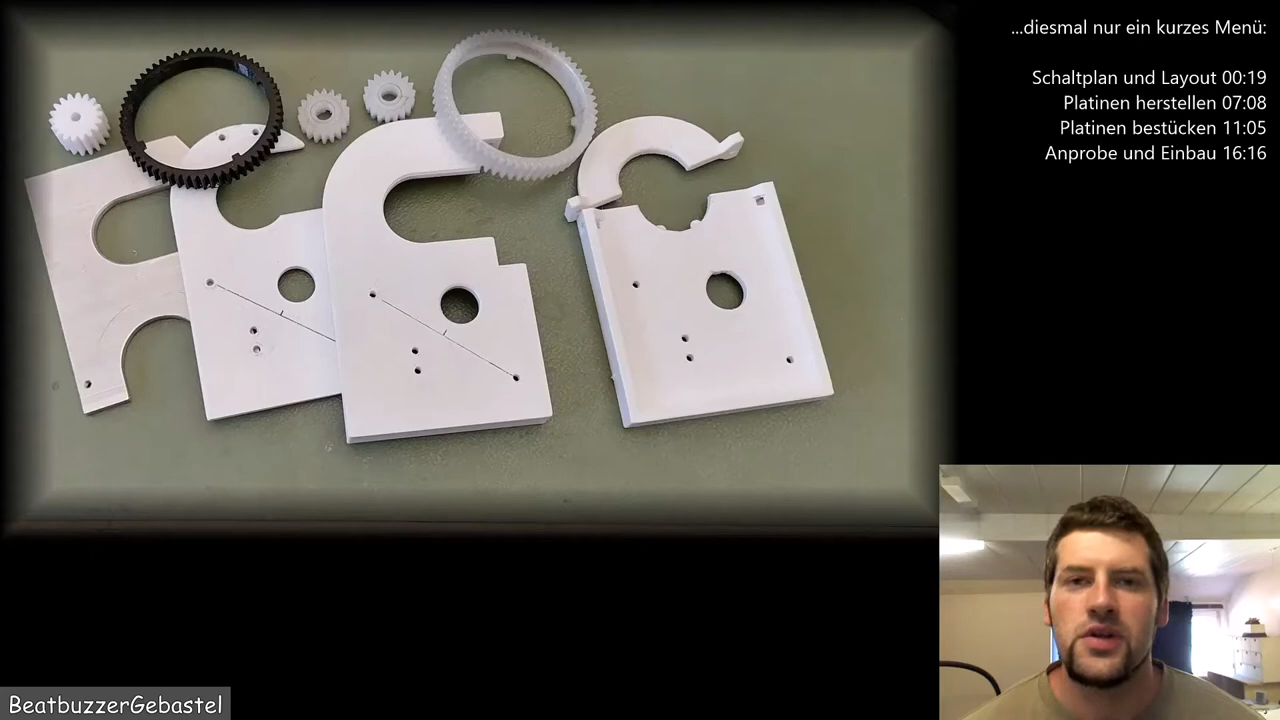 ...diesmal nur ein kurzes Menü:
Schaltplan und Layout 00:19
Platinen herstellen 07:08
Platinen bestücken 11:05
Anprobe und Einbau 16:16
BeatbuzzerGebastel